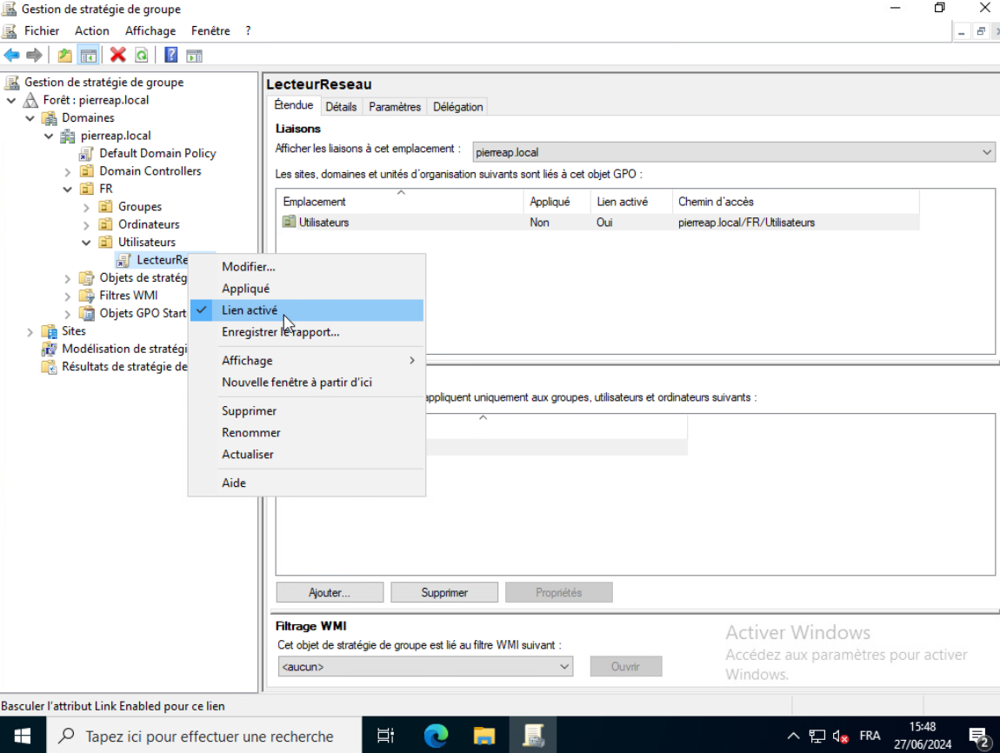 Gestion de stratégie de groupe
Fichier Action Affichage Fenêtre ?
Gestion de stratégie de groupe
Forêt : pierreap.local
Domaines
pierreap.local
Default Domain Policy
Domain Controllers
FR
Groupes
Ordinateurs
Utilisateurs
LecteurRe
Objets de stratég
Filtres WMI
Objets GPO Start
Sites
Modélisation de stratégi
Résultats de stratégie de
Modifier...
Appliqué
Lien activé
Enregistrer le rapport...
Affichage
Nouvelle fenêtre à partir d'ici
Supprimer
Renommer
Actualiser
Aide
LecteurReseau
Étendue Détails Paramètres Délégation
Liaisons
Afficher les liaisons à cet emplacement : pierreap.local
Les sites, domaines et unités d'organisation suivants sont liés à cet objet GPO :
Emplacement Appliqué Lien activé Chemin d'accès
Utilisateurs Non Oui pierreap.local/FR/Utilisateurs
appliquent uniquement aux groupes, utilisateurs et ordinateurs suivants :
Ajouter... Supprimer Propriétés
Filtrage WMI
Cet objet de stratégie de groupe est lié au filtre WMI suivant :
<aucun> Ouvrir
Activer Windows
Accédez aux paramètres pour activer
Windows.
Basculer l'attribut Link Enabled pour ce lien
Tapez ici pour effectuer une recherche
FRA
15:48
27/06/2024
2